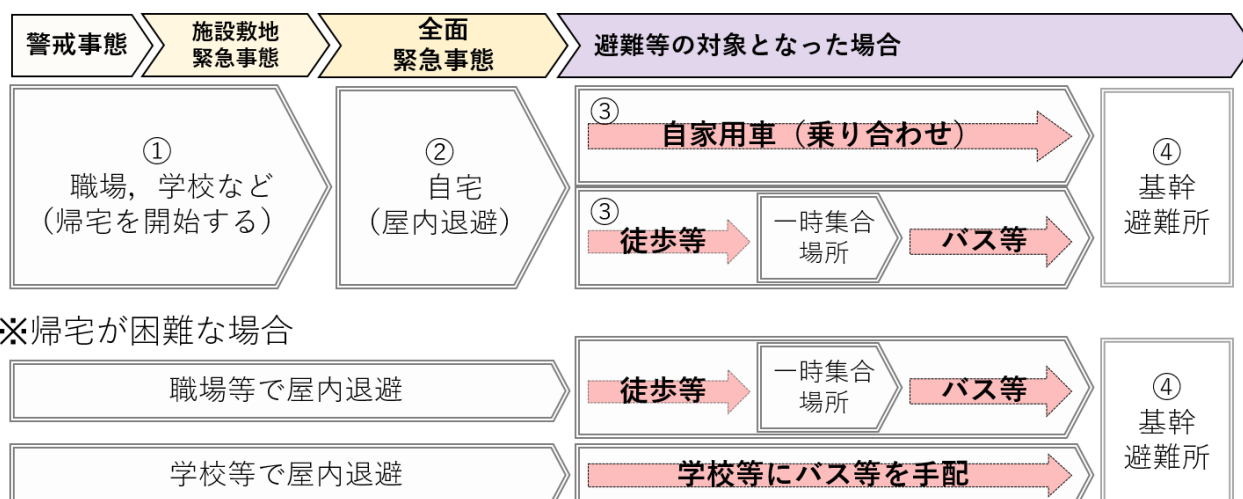 警戒事態
施設敷地
緊急事態
全面
緊急事態
避難等の対象となった場合
①
職場，学校など
（帰宅を開始する）
②
自宅
（屋内退避）
③
自家用車（乗り合わせ）
③
徒歩等
一時集合
場所
バス等
④
基幹
避難所
※帰宅が困難な場合
職場等で屋内退避
徒歩等
一時集合
場所
バス等
学校等で屋内退避
学校等にバス等を手配
④
基幹
避難所